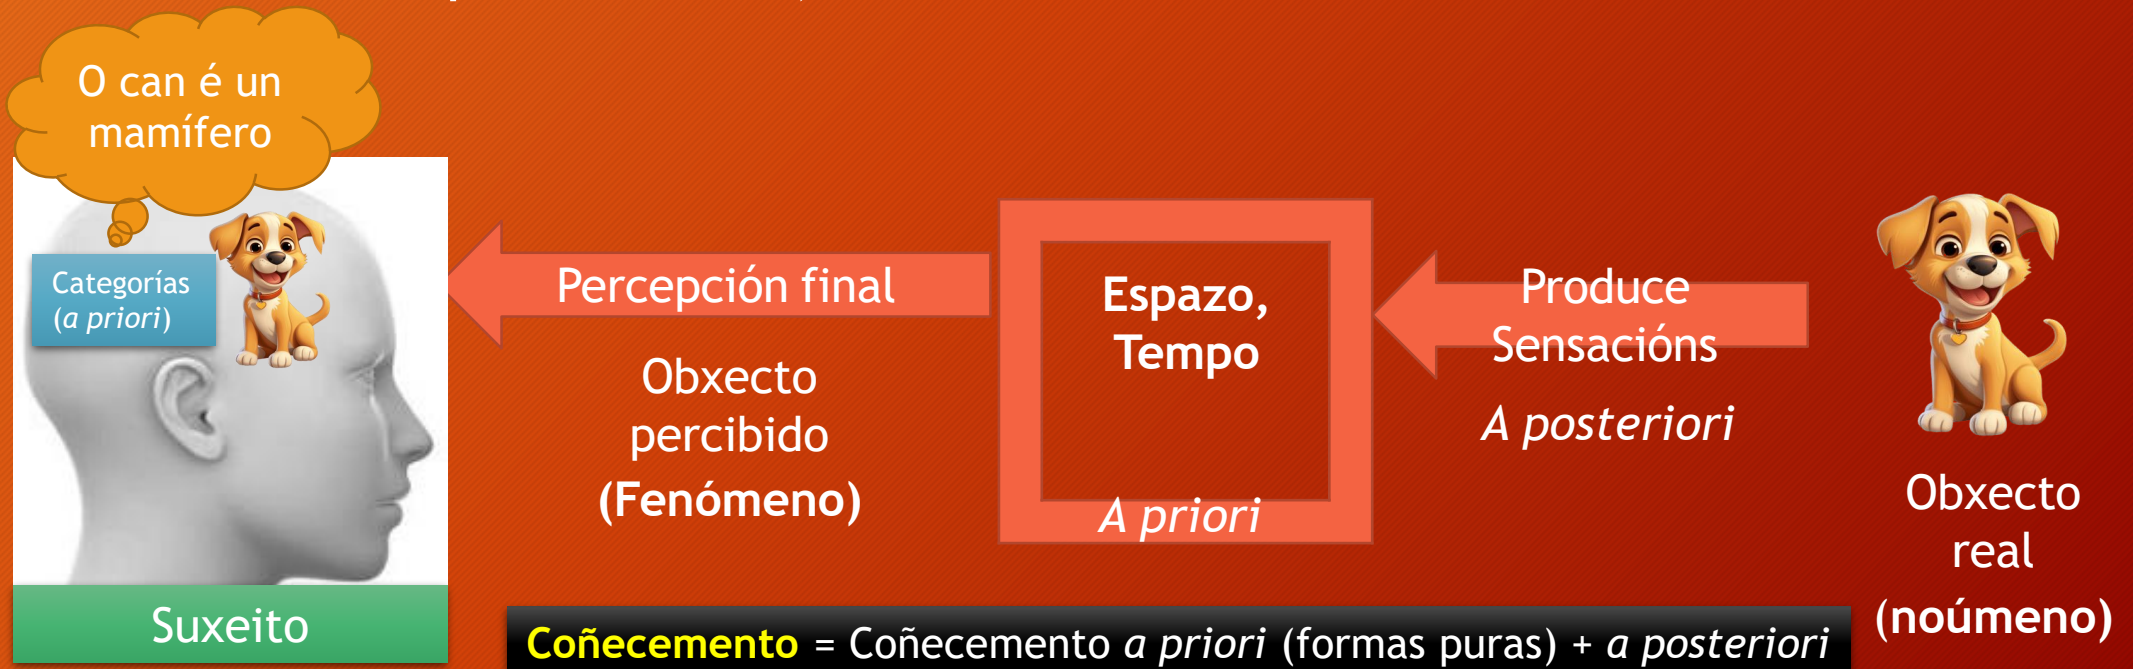 O can é un
mamífero
Categorías
(a priori)
Suxeito
Percepción final
Obxecto
percibido
(Fenómeno)
Espazo,
Tempo
A priori
Produce
Sensacións
A posteriori
Obxecto
real
(noúmeno)
Coñecemento = Coñecemento a priori (formas puras) + a posteriori